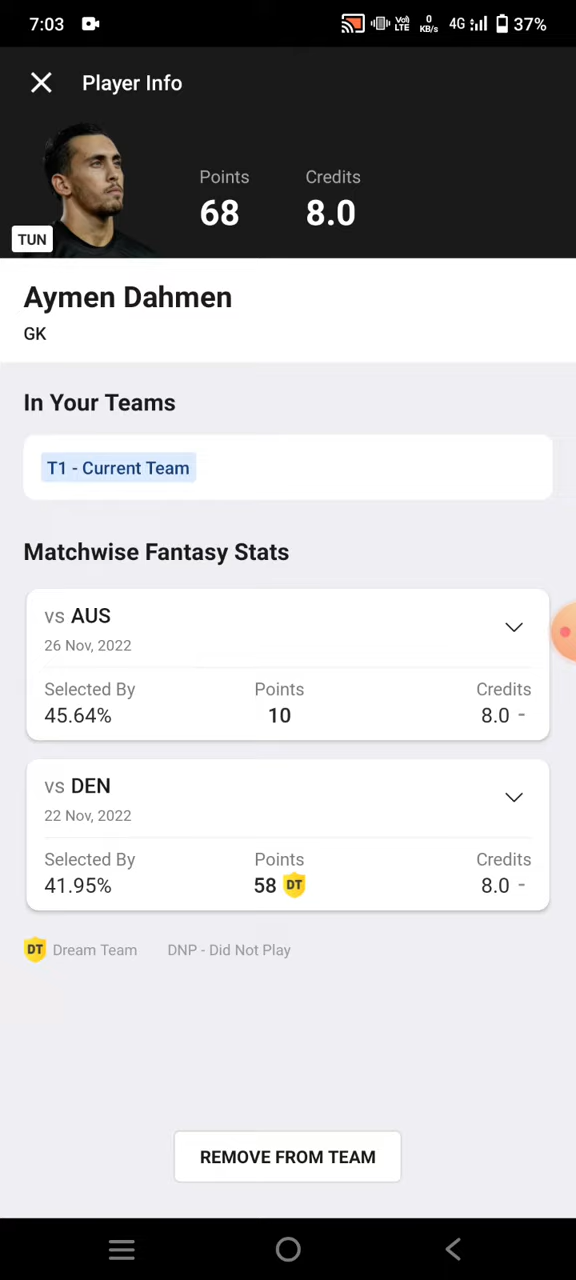 7:03
Vo)
LTE
0
KB/s
4G
37%
Player Info
Points
Credits
68
8.0
TUN
Aymen Dahmen
GK
In Your Teams
T1 - Current Team
Matchwise Fantasy Stats
vs AUS
26 Nov, 2022
Selected By
Points
Credits
45.64%
10
8.0 -
vs DEN
22 Nov, 2022
Selected By
Points
Credits
41.95%
58 DT
8.0 -
DT Dream Team
DNP - Did Not Play
REMOVE FROM TEAM